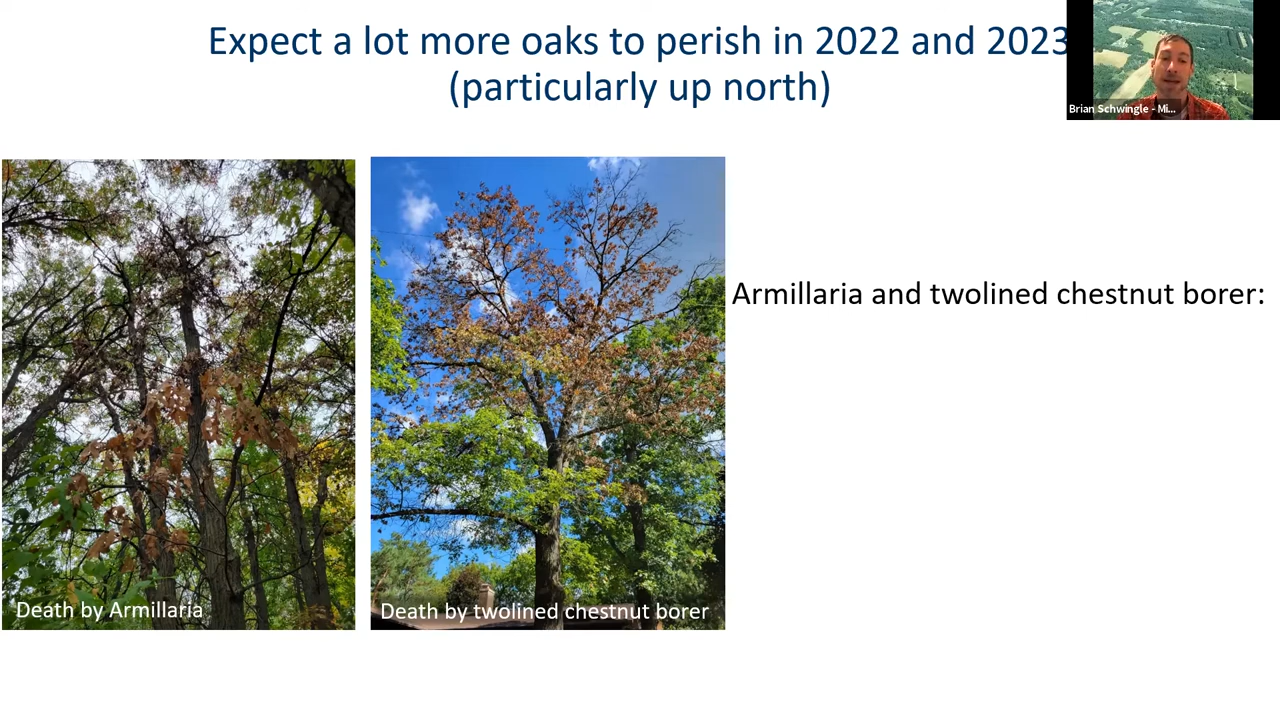 Expect a lot more oaks to perish in 2022 and 2023
(particularly up north)
Brian Schwingle - Mi...
Armillaria and twolined chestnut borer:
Death by Armillaria
Death by twolined chestnut borer